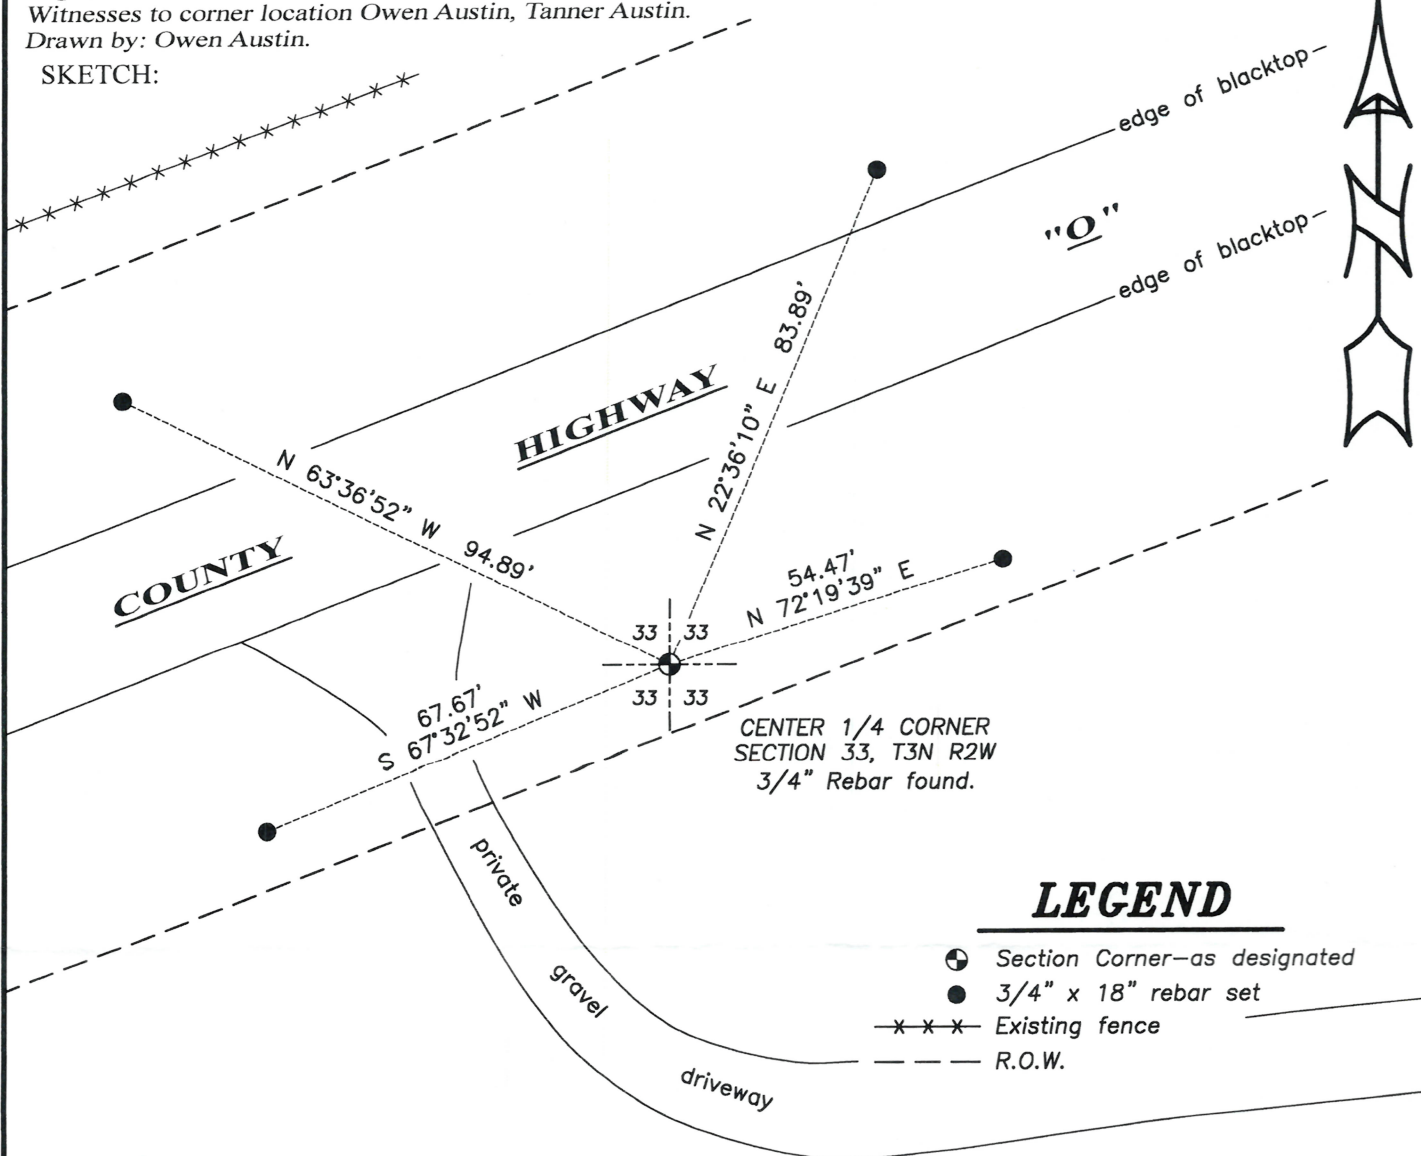 Witnesses to corner location Owen Austin, Tanner Austin.
Drawn by: Owen Austin.
SKETCH:
edge of blacktop
"O"
edge of blacktop
N
COUNTY
HIGHWAY
N 22°36'10" E 83.89'
N 63°36'52" W 94.89'
54.47'
N 72°19'39" E
33 33
33 33
67.67'
S 67°32'52" W
CENTER 1/4 CORNER
SECTION 33, T3N R2W
3/4" Rebar found.
private
gravel
driveway
LEGEND
Section Corner-as designated
3/4" x 18" rebar set
Existing fence
R.O.W.